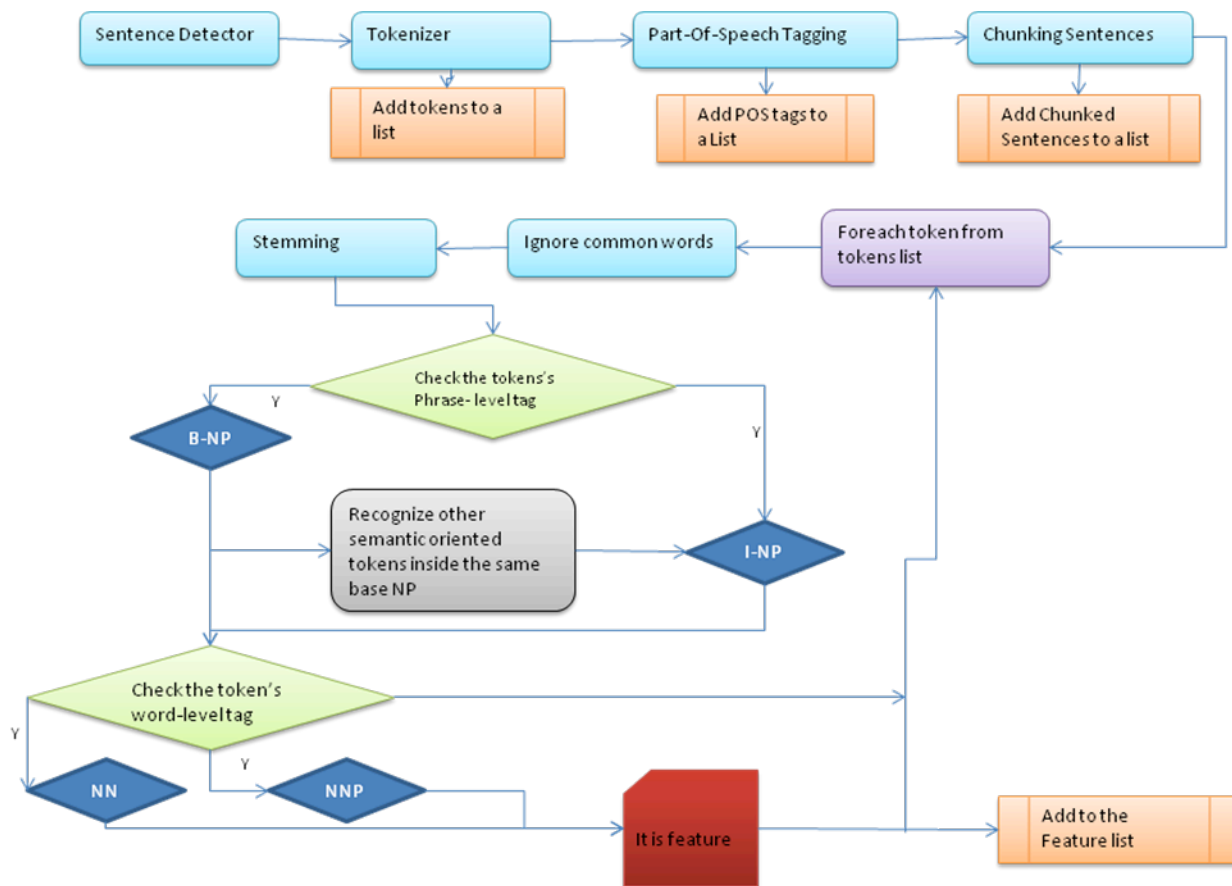 Sentence Detector
Tokenizer
Part-Of-Speech Tagging
Chunking Sentences
Add tokens to a
list
Add POS tags to
a List
Add Chunked
Sentences to a list
Stemming
Ignore common words
Foreach token from
tokens list
Check the tokens's
Phrase- level tag
Y
Y
B-NP
Recognize other
semantic oriented
tokens inside the same
base NP
I-NP
Check the token's
word-level tag
Y
Y
NN
NNP
It is feature
Add to the
Feature list